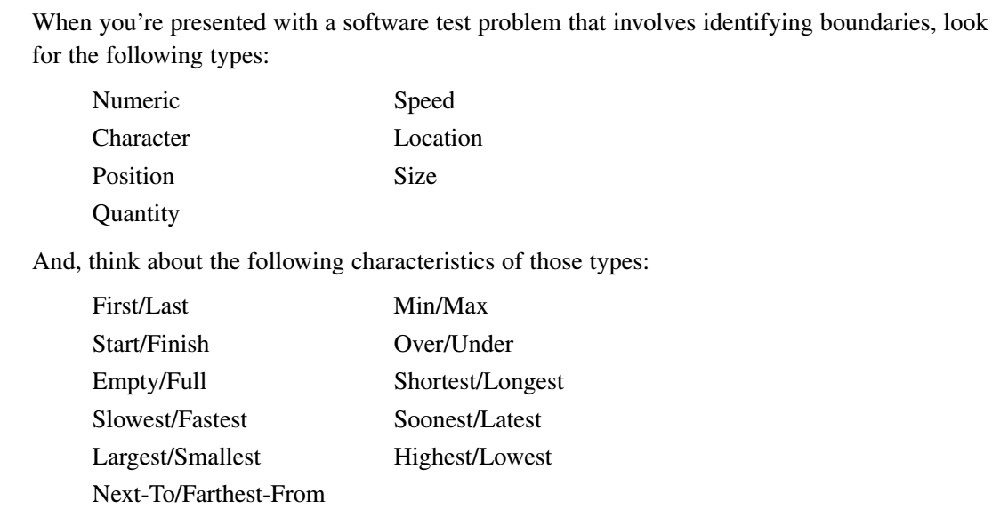 When you're presented with a software test problem that involves identifying boundaries, look
for the following types:
Numeric Speed
Character Location
Position Size
Quantity
And, think about the following characteristics of those types:
First/Last Min/Max
Start/Finish Over/Under
Empty/Full Shortest/Longest
Slowest/Fastest Soonest/Latest
Largest/Smallest Highest/Lowest
Next-To/Farthest-From